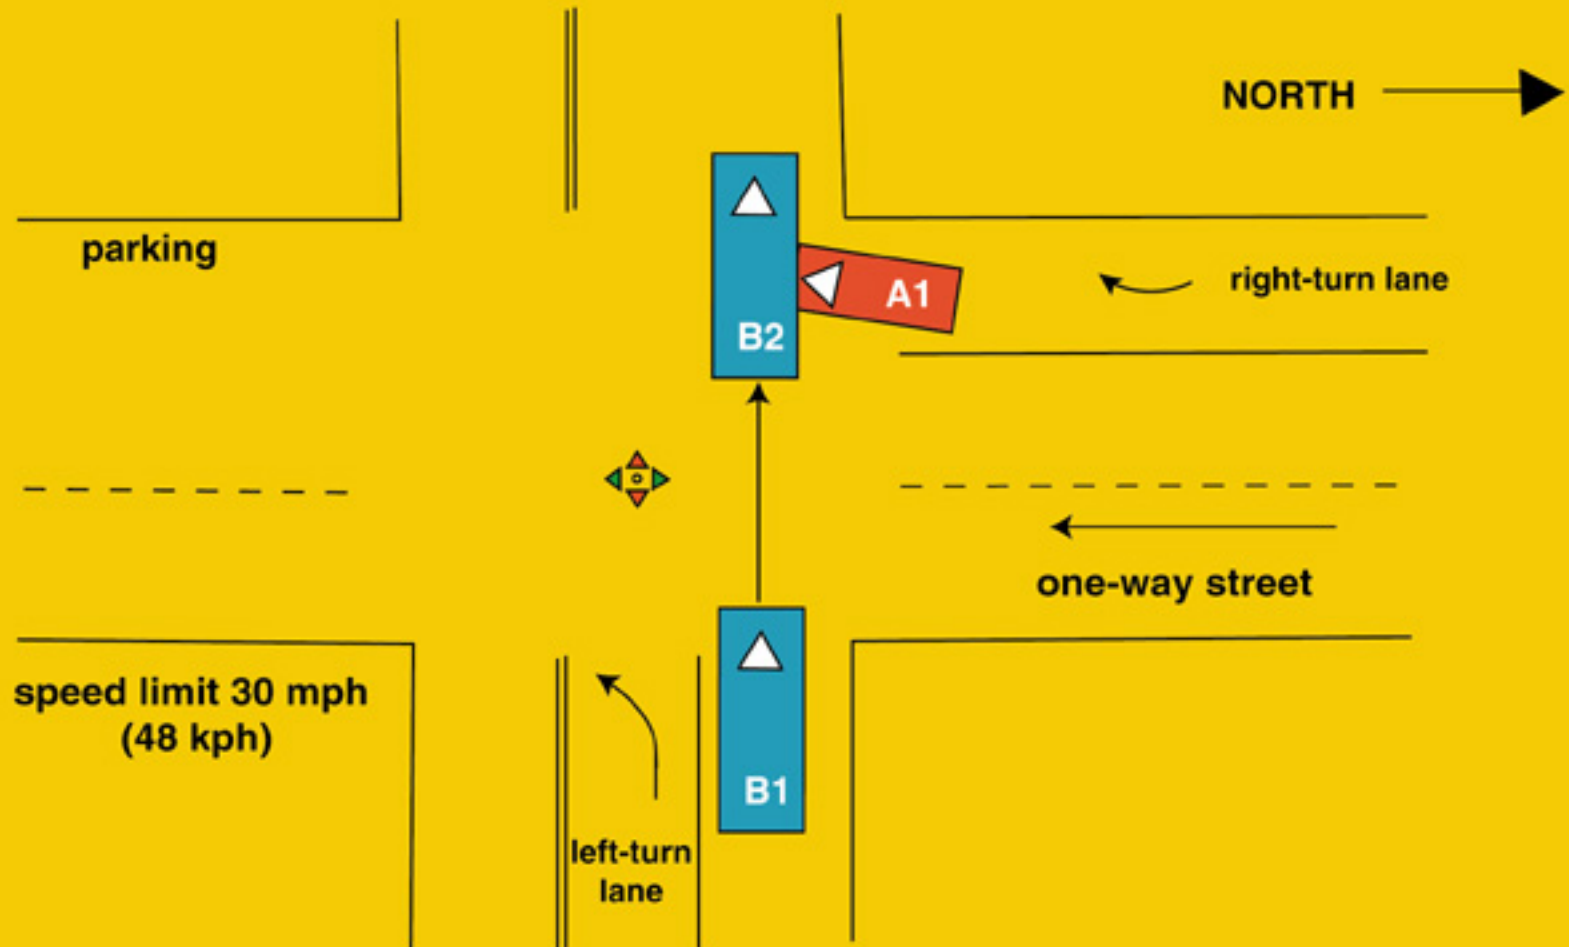 NORTH
parking
right-turn lane
A1
B2
one-way street
speed limit 30 mph
(48 kph)
B1
left-turn
lane